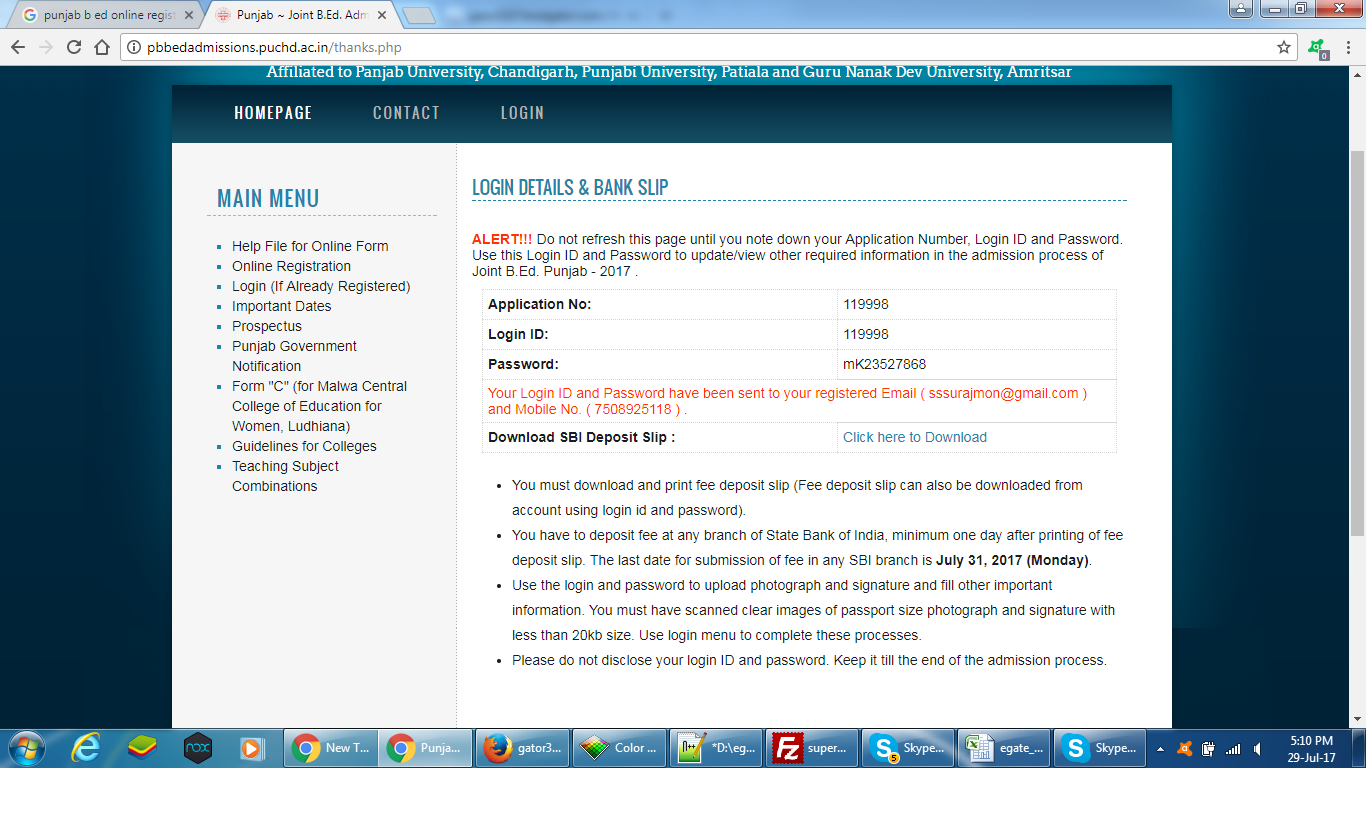 punjab b ed online regist
Punjab ~ Joint B.Ed. Adm
pbbedadmissions.puchd.ac.in/thanks.php
0
Affiliated to Panjab University, Chandigarh, Punjabi University, Patiala and Guru Nanak Dev University, Amritsar
HOMEPAGE CONTACT LOGIN
MAIN MENU
Help File for Online Form
Online Registration
Login (If Already Registered)
Important Dates
Prospectus
Punjab Government
Notification
Form "C" (for Malwa Central
College of Education for
Women, Ludhiana)
Guidelines for Colleges
Teaching Subject
Combinations
LOGIN DETAILS & BANK SLIP
ALERT!!! Do not refresh this page until you note down your Application Number, Login ID and Password.
Use this Login ID and Password to update/view other required information in the admission process of
Joint B.Ed. Punjab - 2017 .
Application No: 119998
Login ID: 119998
Password: mK23527868
Your Login ID and Password have been sent to your registered Email ( sssurajmon@gmail.com )
and Mobile No. ( 7508925118 ) .
Download SBI Deposit Slip : Click here to Download
You must download and print fee deposit slip (Fee deposit slip can also be downloaded from
account using login id and password).
You have to deposit fee at any branch of State Bank of India, minimum one day after printing of fee
deposit slip. The last date for submission of fee in any SBI branch is July 31, 2017 (Monday).
Use the login and password to upload photograph and signature and fill other important
information. You must have scanned clear images of passport size photograph and signature with
less than 20kb size. Use login menu to complete these processes.
Please do not disclose your login ID and password. Keep it till the end of the admission process.
nox
New T...
Punja...
gator3...
Color ...
*D:\eg...
super...
5
Skype...
egate_...
Skype...
5:10 PM
29-Jul-17